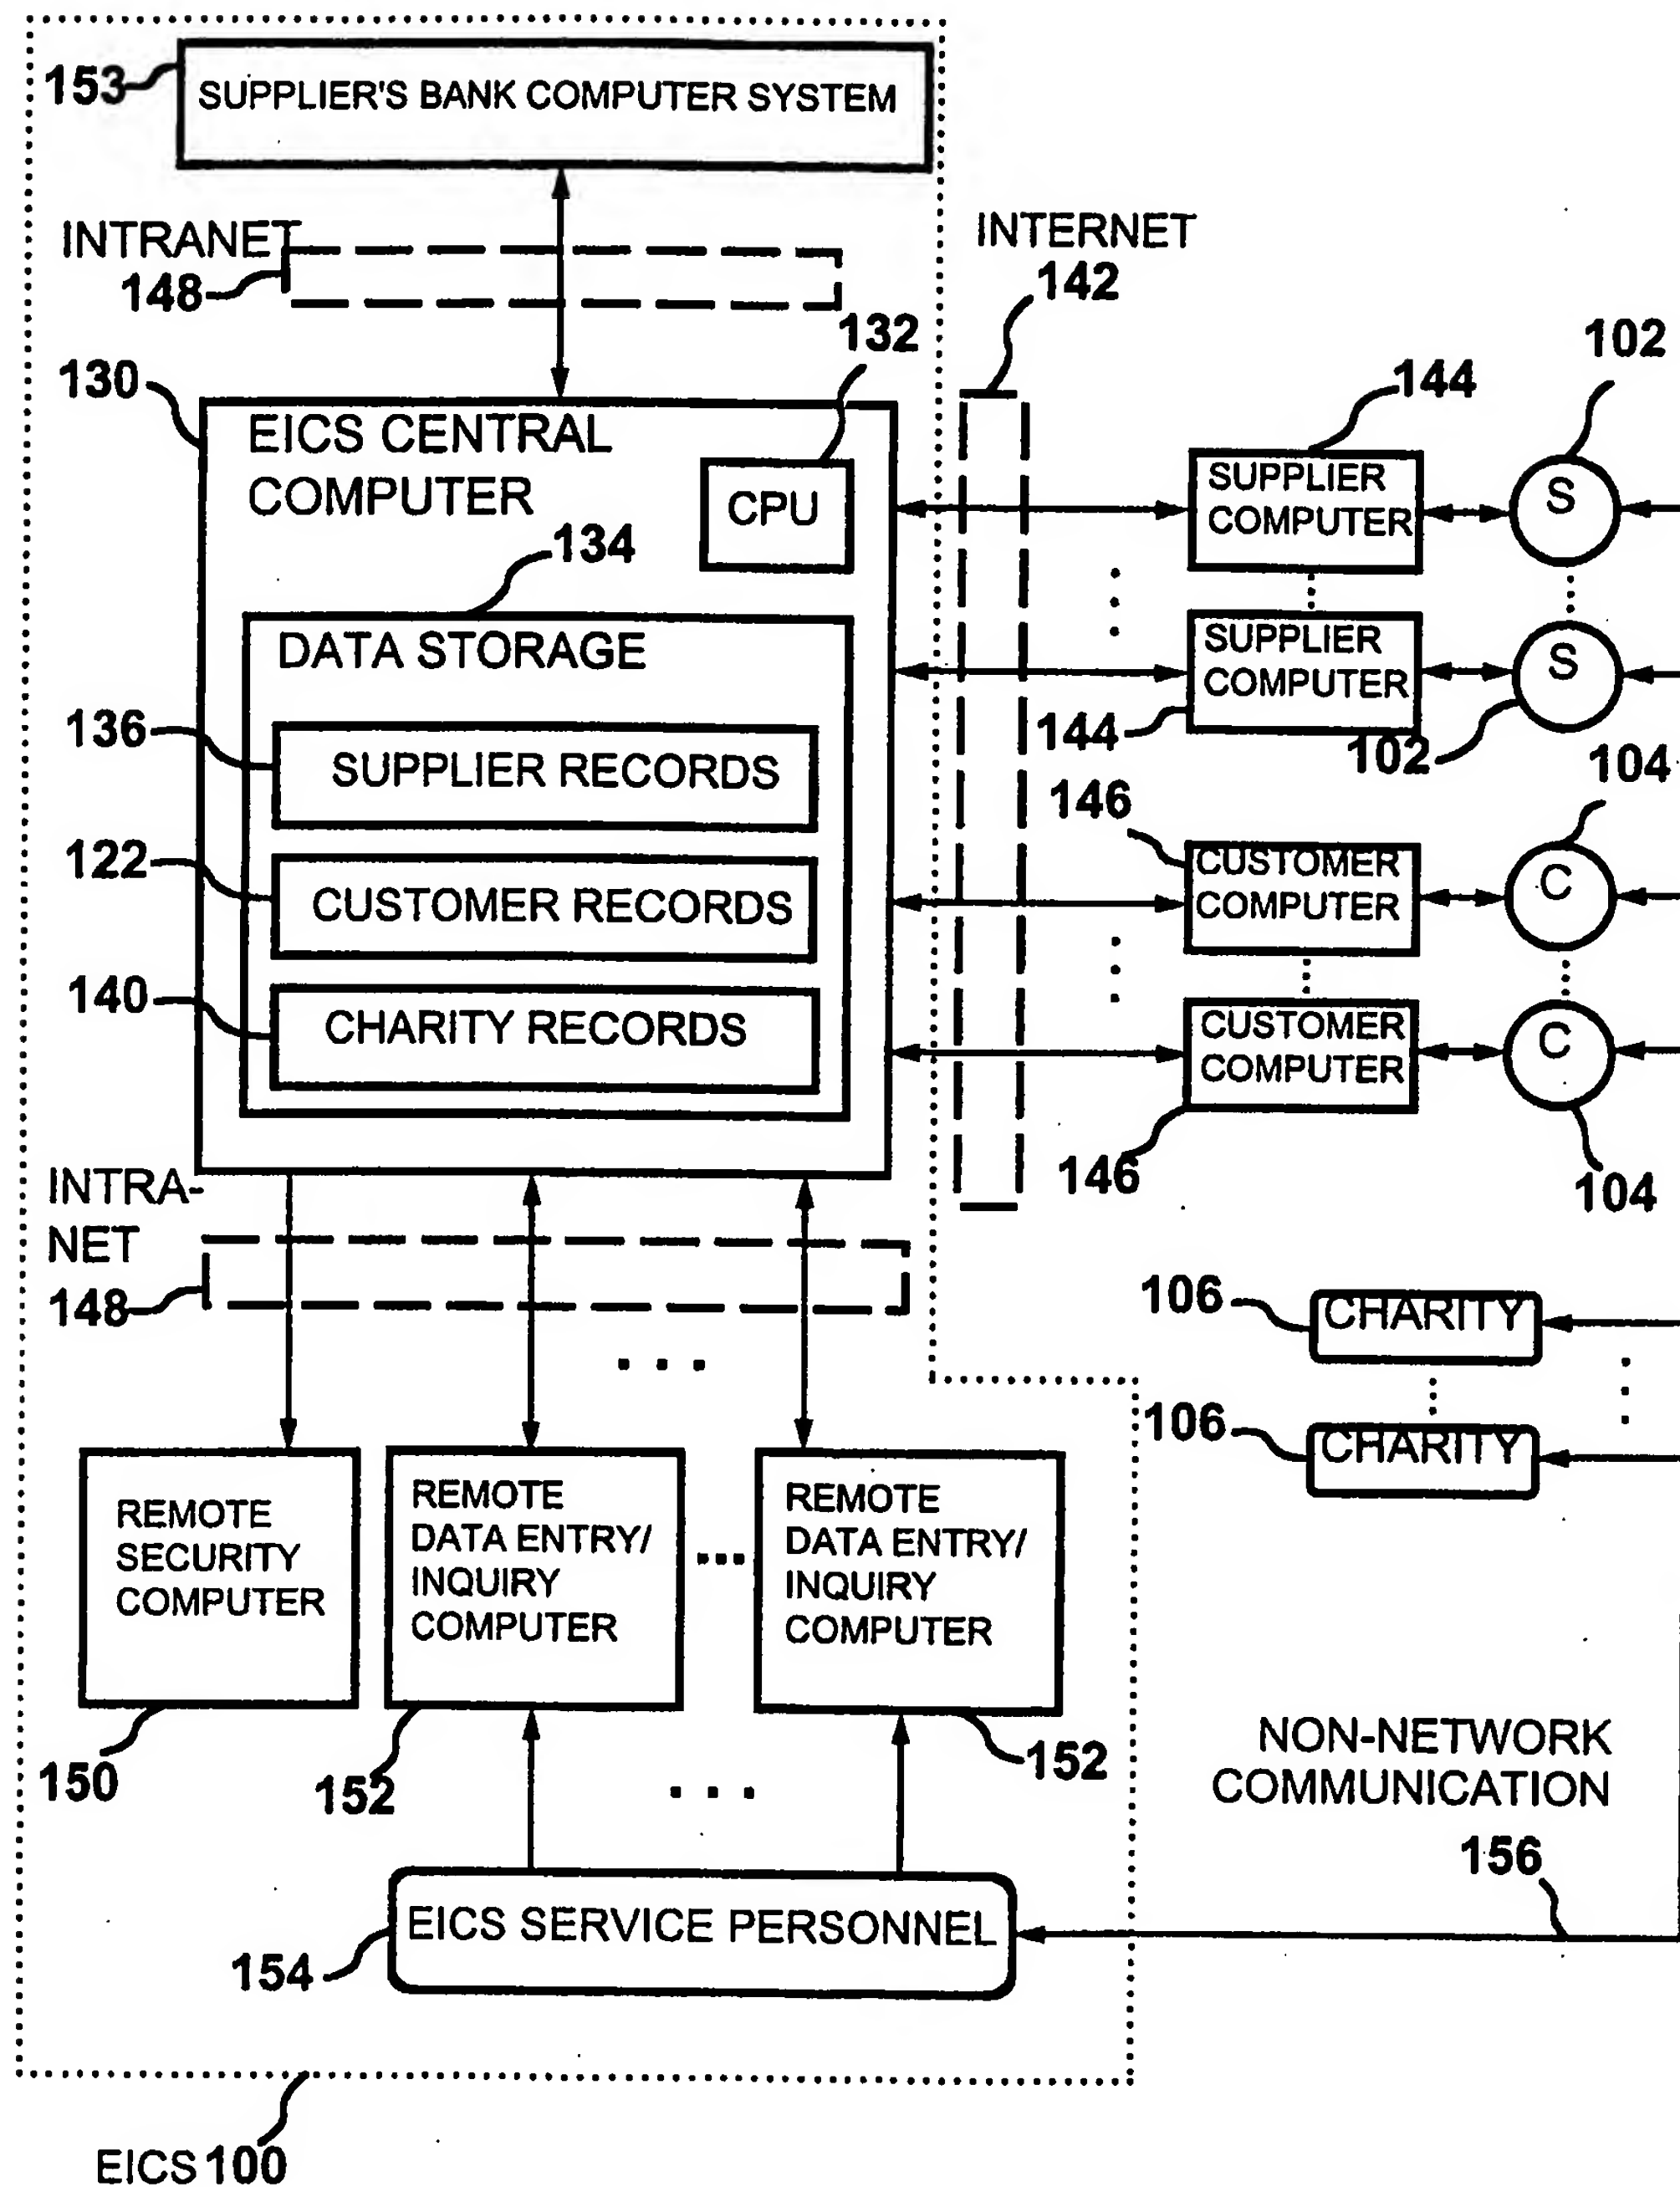 153
SUPPLIER'S BANK COMPUTER SYSTEM
INTRANET
148
INTERNET
142
132
102
130
144
EICS CENTRAL
COMPUTER
CPU
SUPPLIER
COMPUTER
S
134
DATA STORAGE
SUPPLIER
COMPUTER
S
136
144
102
104
SUPPLIER RECORDS
146
122
CUSTOMER RECORDS
CUSTOMER
COMPUTER
C
140
CHARITY RECORDS
CUSTOMER
COMPUTER
C
146
104
INTRA-
NET
148
106
CHARITY
106
CHARITY
REMOTE
SECURITY
COMPUTER
REMOTE
DATA ENTRY/
INQUIRY
COMPUTER
REMOTE
DATA ENTRY/
INQUIRY
COMPUTER
150
152
152
NON-NETWORK
COMMUNICATION
156
EICS SERVICE PERSONNEL
154
EICS 100